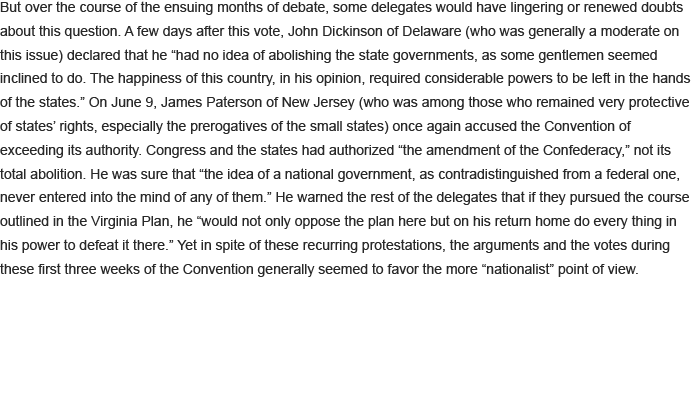 But over the course of the ensuing months of debate, some delegates would have lingering or renewed doubts
about this question. A few days after this vote, John Dickinson of Delaware (who was generally a moderate on
this issue) declared that he “had no idea of abolishing the state governments, as some gentlemen seemed
inclined to do. The happiness of this country, in his opinion, required considerable powers to be left in the hands
of the states.” On June 9, James Paterson of New Jersey (who was among those who remained very protective
of states’ rights, especially the prerogatives of the small states) once again accused the Convention of
exceeding its authority. Congress and the states had authorized “the amendment of the Confederacy,” not its
total abolition. He was sure that “the idea of a national government, as contradistinguished from a federal one,
never entered into the mind of any of them.” He warned the rest of the delegates that if they pursued the course
outlined in the Virginia Plan, he “would not only oppose the plan here but on his return home do every thing in
his power to defeat it there.” Yet in spite of these recurring protestations, the arguments and the votes during
these first three weeks of the Convention generally seemed to favor the more “nationalist” point of view.